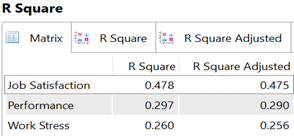 R Square
Matrix R Square R Square Adjusted
R Square R Square Adjusted
Job Satisfaction 0.478 0.475
Performance 0.297 0.290
Work Stress 0.260 0.256